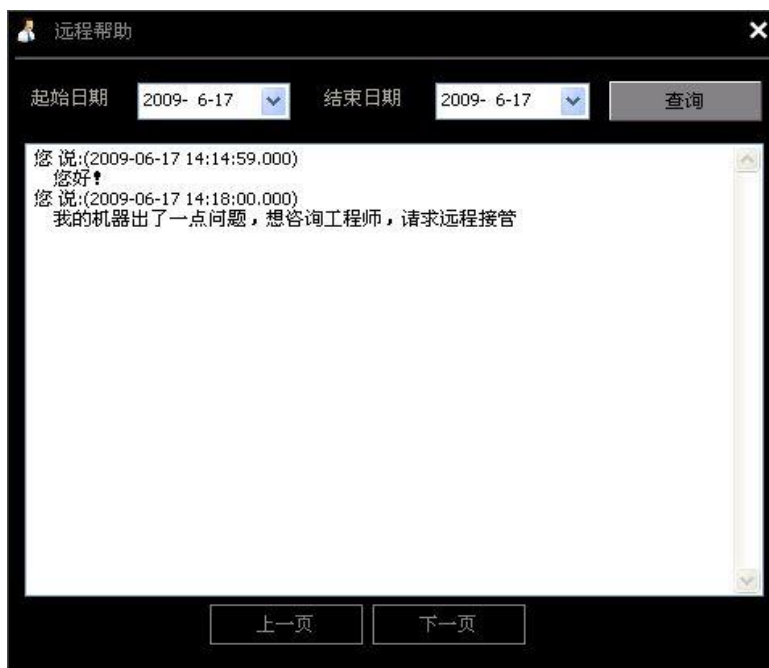 远程帮助
起始日期 2009- 6-17 结束日期 2009- 6-17 查询
您 说:(2009-06-17 14:14:59.000)
您好!
您 说:(2009-06-17 14:18:00.000)
我的机器出了一点问题,想咨询工程师,请求远程接管
上一页 下一页